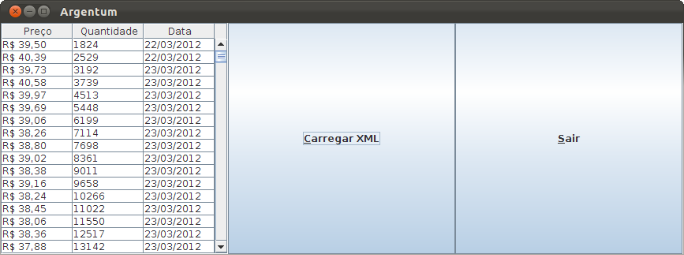 Argentum
Preço Quantidade Data
R$ 39,50 1824 22/03/2012
R$ 40,39 2529 22/03/2012
R$ 39,73 3192 23/03/2012
R$ 40,58 3739 23/03/2012
R$ 39,97 4513 23/03/2012
R$ 39,69 5448 23/03/2012
R$ 39,06 6199 23/03/2012
R$ 38,26 7114 23/03/2012
R$ 38,80 7698 23/03/2012
R$ 39,02 8361 23/03/2012
R$ 38,38 9011 23/03/2012
R$ 39,16 9658 23/03/2012
R$ 38,24 10266 23/03/2012
R$ 38,45 11022 23/03/2012
R$ 38,06 11550 23/03/2012
R$ 38,36 12517 23/03/2012
R$ 37,88 13142 23/03/2012
Carregar XML
Sair